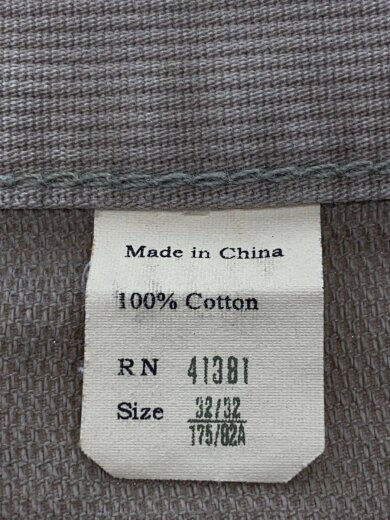 Made in China
100% Cotton
RN 41381
Size 32/32
175/82A